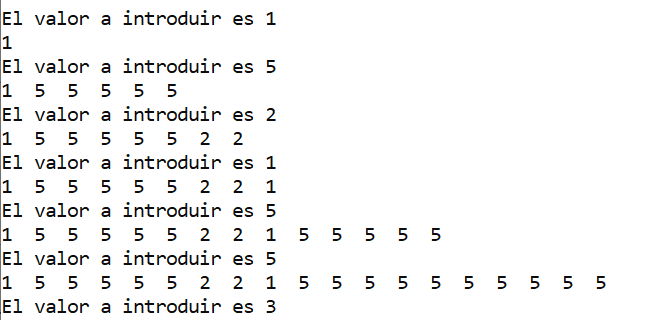 El valor a introduir es 1
1
El valor a introduir es 5
1  5  5  5  5  5
El valor a introduir es 2
1  5  5  5  5  5  2  2
El valor a introduir es 1
1  5  5  5  5  5  2  2  1
El valor a introduir es 5
1  5  5  5  5  5  2  2  1  5  5  5  5  5
El valor a introduir es 5
1  5  5  5  5  5  2  2  1  5  5  5  5  5  5  5  5  5  5
El valor a introduir es 3